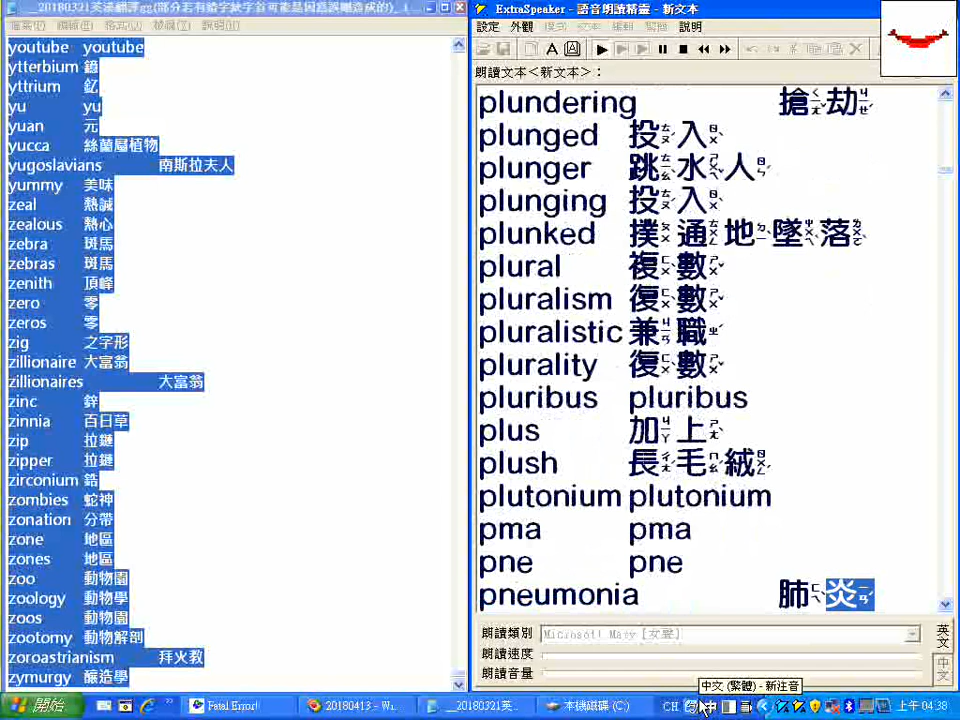 youtube youtube
ytterbium 鐿
yttrium 釔
yu yu
yuan 元
yucca 絲蘭屬植物
yugoslavians 南斯拉夫人
yummy 美味
zeal 熱誠
zealous 熱心
zebra 斑馬
zebras 斑馬
zenith 頂峰
zero 零
zeros 零
zig 之字形
zillionaire 大富翁
zillionaires 大富翁
zinc 鋅
zinnia 百日草
zip 拉鏈
zipper 拉鏈
zirconium 鋯
zombies 蛇神
zonation 分帶
zone 地區
zones 地區
zoo 動物園
zoology 動物學
zoos 動物園
zootomy 動物解剖
zoroastrianism 拜火教
zymurgy 釀造學
ExtraSpeaker - 語音朗讀精靈 - 新文本
設定 外觀 說明
朗讀文本<新文本>：
plundering 搶劫
plunged 投入
plunger 跳水人
plunging 投入
plunked 撲通地墜落
plural 複數
pluralism 復數
pluralistic 兼職
plurality 復數
pluribus pluribus
plus 加上
plush 長毛絨
plutonium plutonium
pma pma
pne pne
pneumonia 肺炎
朗讀類別 Microsoft Mary [女聲]
朗讀速度
朗讀音量
英文
中文
中文 (繁體) - 新注音
開始
Fatal Error!
20180413 - Wi...
__20180321英...
本機磁碟 (C:)
CH
上午 04:38